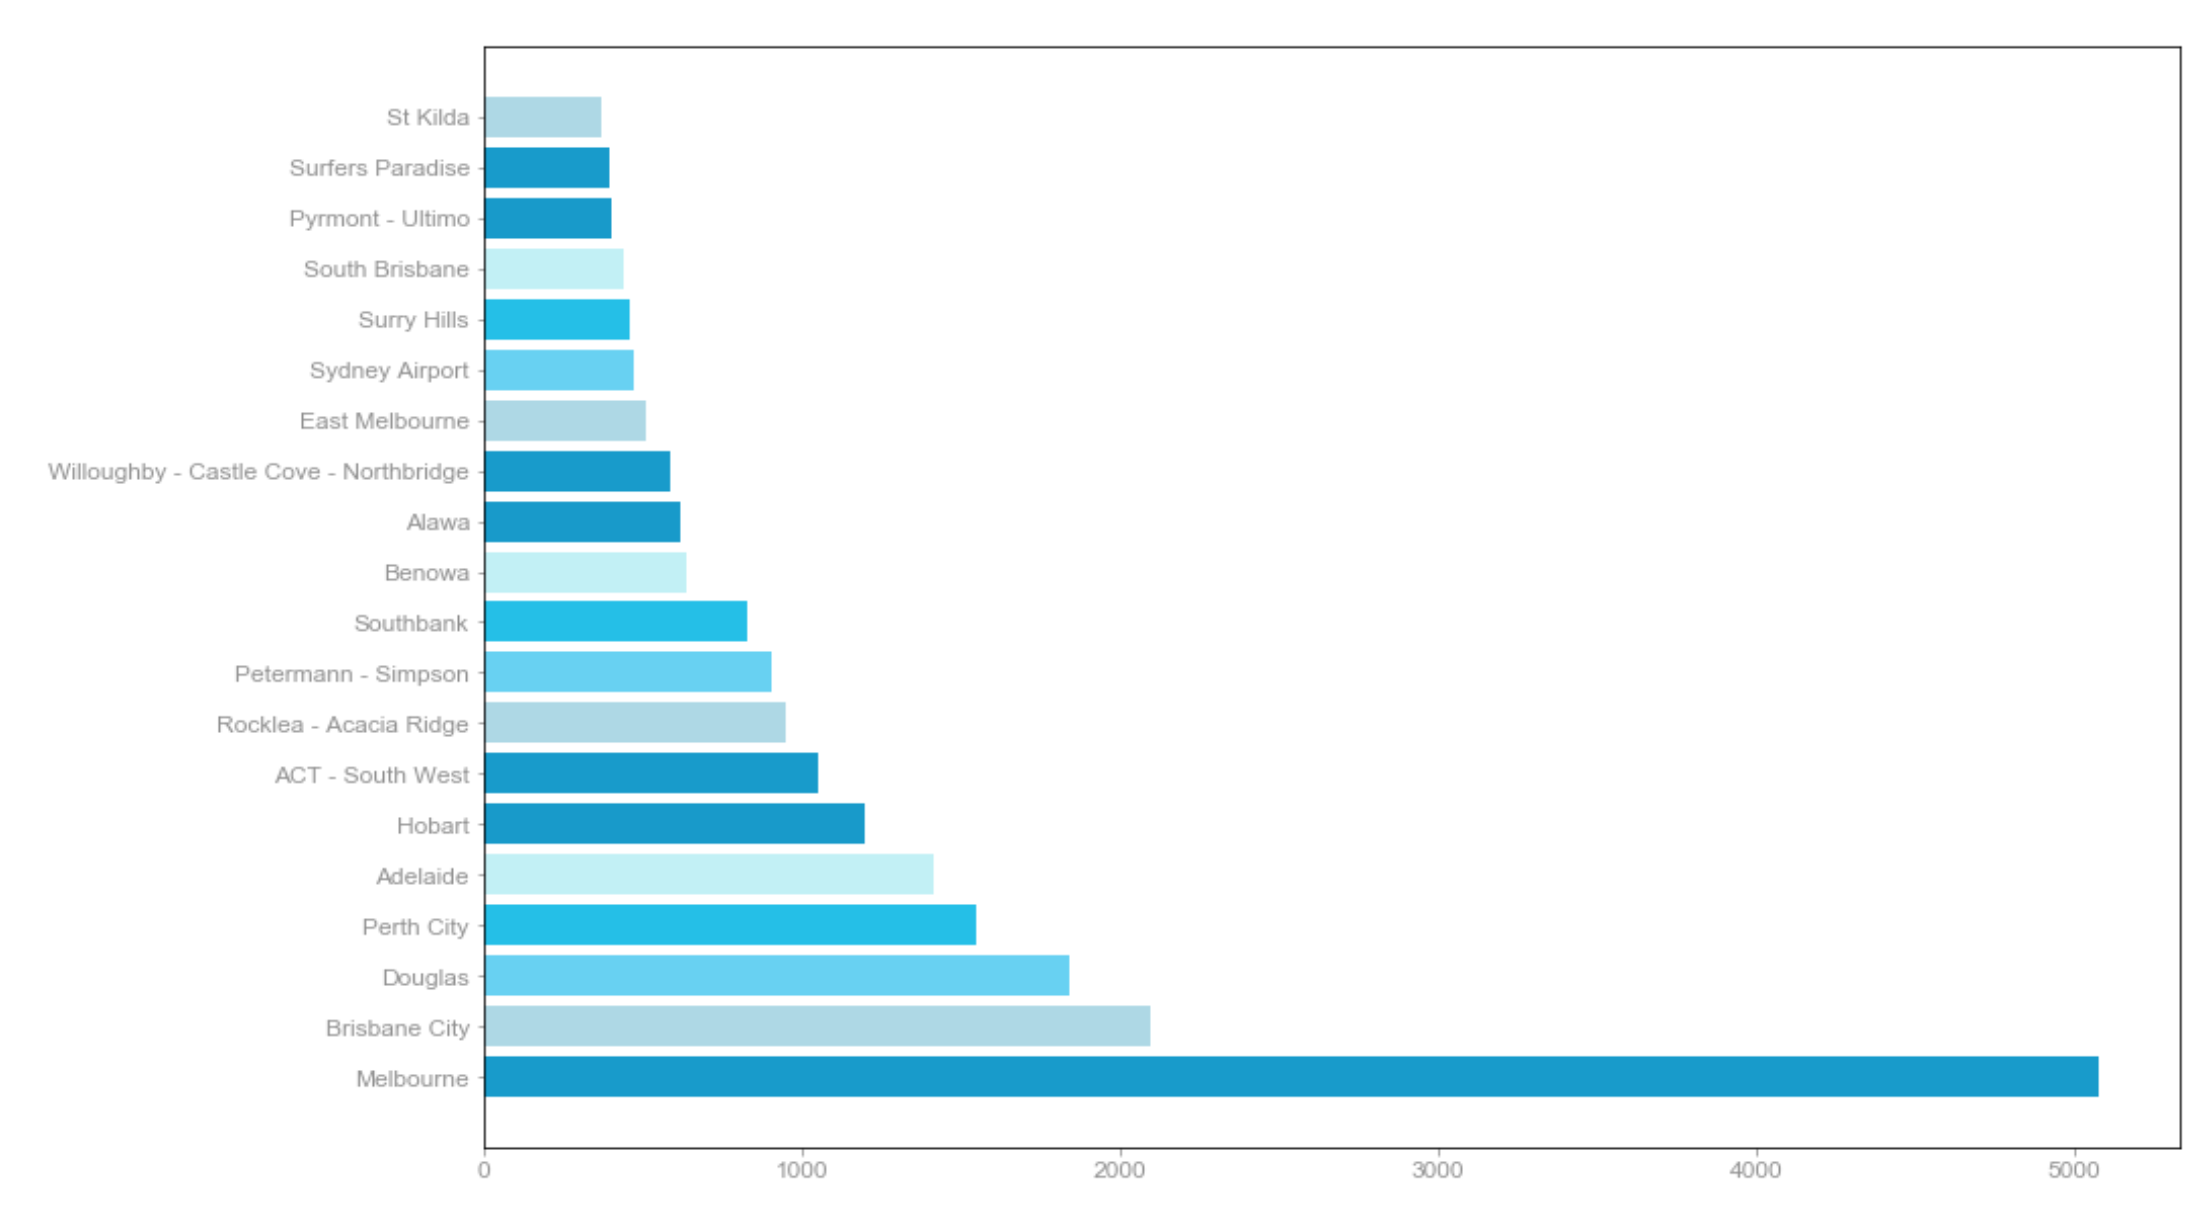 St Kilda
Surfers Paradise
Pyrmont - Ultimo
South Brisbane
Surry Hills
Sydney Airport
East Melbourne
Willoughby - Castle Cove - Northbridge
Alawa
Benowa
Southbank
Petermann - Simpson
Rocklea - Acacia Ridge
ACT - South West
Hobart
Adelaide
Perth City
Douglas
Brisbane City
Melbourne
0 1000 2000 3000 4000 5000